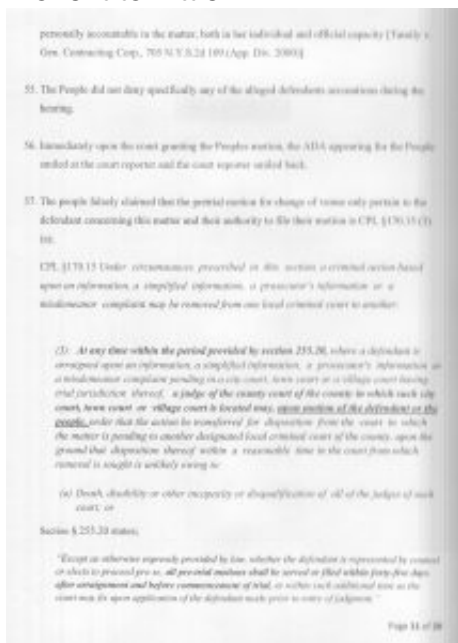 personally accountable in the matter, both in her individual and official capacity [Family v.
Gen. Contracting Corp., 705 N.Y.S.2d 109 (App. Div. 2000)]
55. The People did not deny specifically any of the alleged defendants accusations during the
hearing.
56. Immediately upon the court granting the Peoples motion, the ADA appearing for the People
smiled at the court reporter and the court reporter smiled back.
57. The people falsely claimed that the pretrial motion for change of venue only pertain to the
defendant concerning this matter and their authority to file their motion is CPL §170.15 (3)
CPL §170.15 Under circumstances prescribed in this section a criminal action based
upon an information, a simplified information, a prosecutor's information or a
misdemeanor complaint may be removed from one local criminal court to another:
(3) At any time within the period provided by section 255.20, where a defendant is
arraigned upon an information, a simplified information, a prosecutor's information or
a misdemeanor complaint pending in a city court, town court or a village court having
trial jurisdiction thereof, a judge of the county court of the county in which such city
court, town court or village court is located may, upon motion of the defendant or the
people, order that the action be transferred for disposition from the court in which
the matter is pending to another designated local criminal court of the county, upon the
ground that disposition thereof within a reasonable time in the court from which
removal is sought is unlikely owing to:
(a) Death, disability or other incapacity or disqualification of all of the judges of such
court; or
Section § 255.20 states;
"Except as otherwise expressly provided by law, whether the defendant is represented by counsel
or elects to proceed pro se, all pre-trial motions shall be served or filed within forty-five days
after arraignment and before commencement of trial, or within such additional time as the
court may fix upon application of the defendant made prior to entry of judgment."
Page of